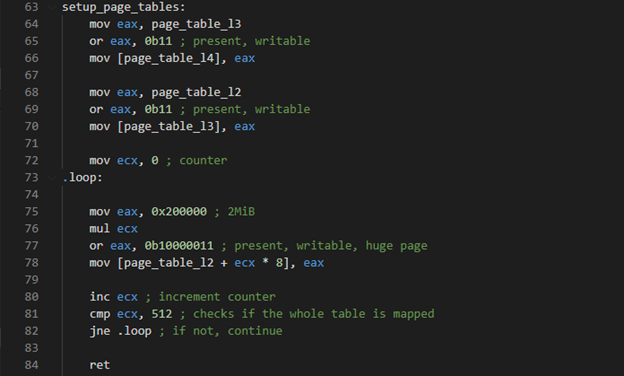 63 setup_page_tables:
64 mov eax, page_table_l3
65 or eax, 0b11 ; present, writable
66 mov [page_table_l4], eax
67
68 mov eax, page_table_l2
69 or eax, 0b11 ; present, writable
70 mov [page_table_l3], eax
71
72 mov ecx, 0 ; counter
73 .loop:
74
75 mov eax, 0x200000 ; 2MiB
76 mul ecx
77 or eax, 0b10000011 ; present, writable, huge page
78 mov [page_table_l2 + ecx * 8], eax
79
80 inc ecx ; increment counter
81 cmp ecx, 512 ; checks if the whole table is mapped
82 jne .loop ; if not, continue
83
84 ret